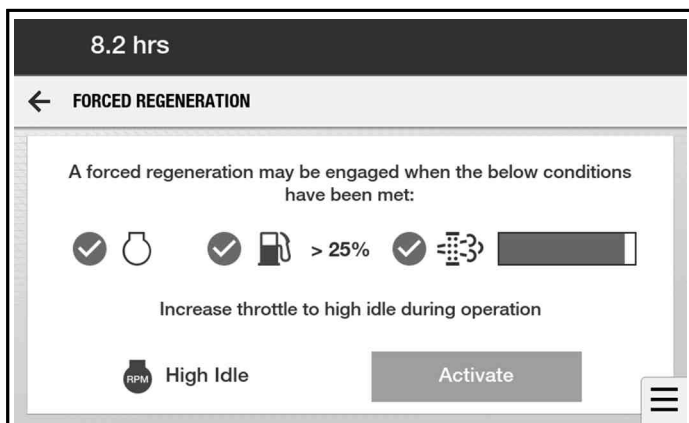 8.2 hrs
FORCED REGENERATION
A forced regeneration may be engaged when the below conditions
have been met:
> 25%
Increase throttle to high idle during operation
RPM High Idle Activate